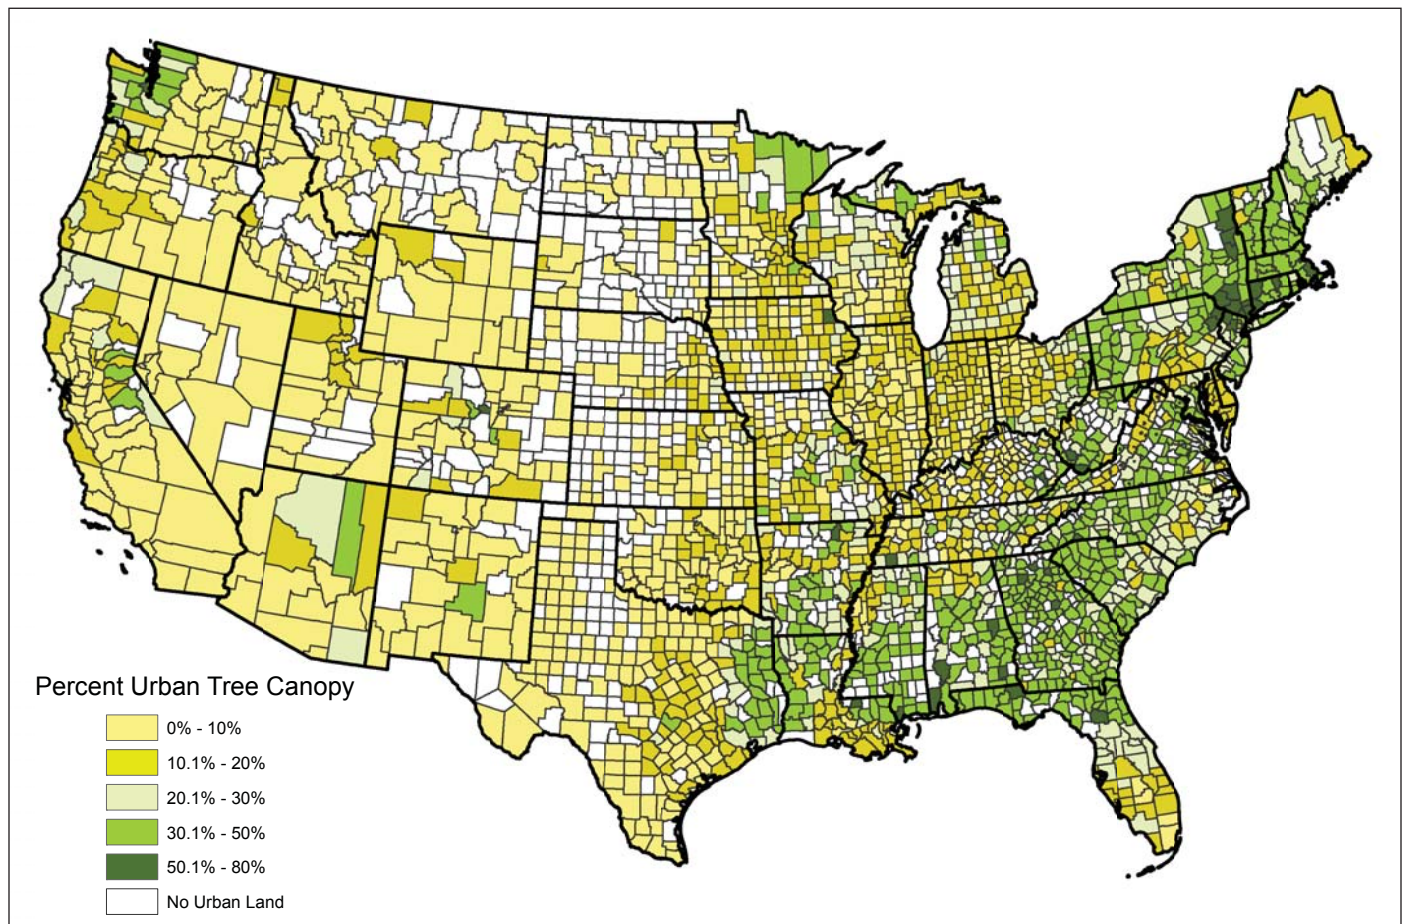 Percent Urban Tree Canopy
0% - 10%
10.1% - 20%
20.1% - 30%
30.1% - 50%
50.1% - 80%
No Urban Land